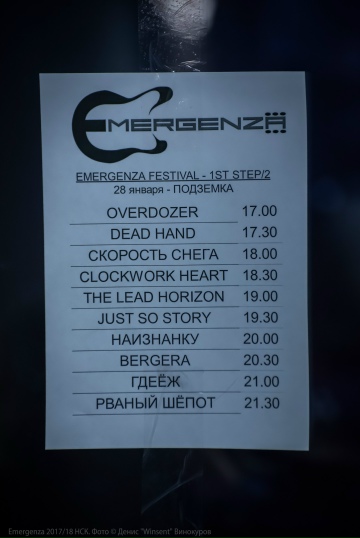 EMERGENZA
EMERGENZA FESTIVAL - 1ST STEP/2
28 января - ПОДЗЕМКА
OVERDOZER 17.00
DEAD HAND 17.30
СКОРОСТЬ СНЕГА 18.00
CLOCKWORK HEART 18.30
THE LEAD HORIZON 19.00
JUST SO STORY 19.30
НАИЗНАНКУ 20.00
BERGERA 20.30
ГДЕЁЖ 21.00
РВАНЫЙ ШЁПОТ 21.30
Emergenza 2017/18 НСК. Фото © Денис "Winsent" Винокуров